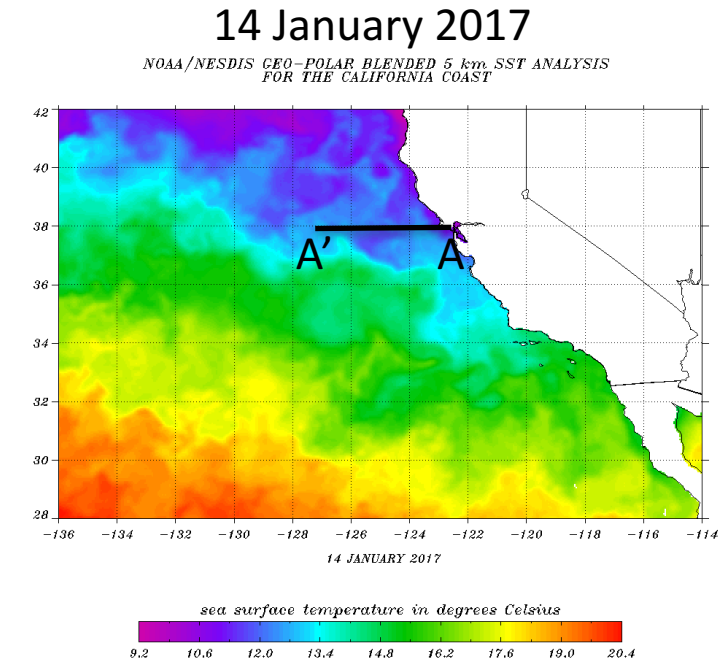 14 January 2017
NOAA/NESDIS GEO-POLAR BLENDED 5 km SST ANALYSIS
FOR THE CALIFORNIA COAST
42
40
38
A' A
36
34
32
30
28
-136 -134 -132 -130 -128 -126 -124 -122 -120 -118 -116 -114
14 JANUARY 2017
sea surface temperature in degrees Celsius
9.2 10.6 12.0 13.4 14.8 16.2 17.6 19.0 20.4